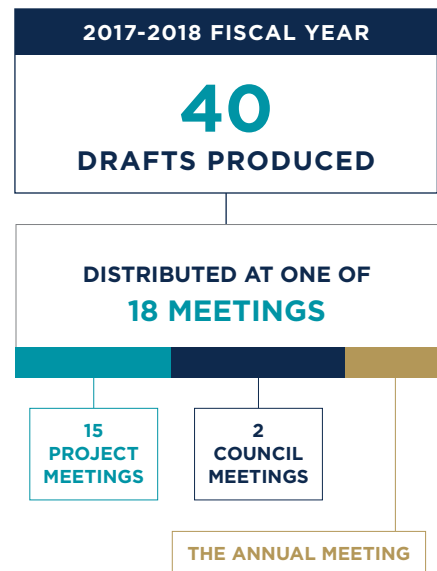 2017-2018 FISCAL YEAR
40
DRAFTS PRODUCED
DISTRIBUTED AT ONE OF
18 MEETINGS
15
PROJECT
MEETINGS
2
COUNCIL
MEETINGS
THE ANNUAL MEETING